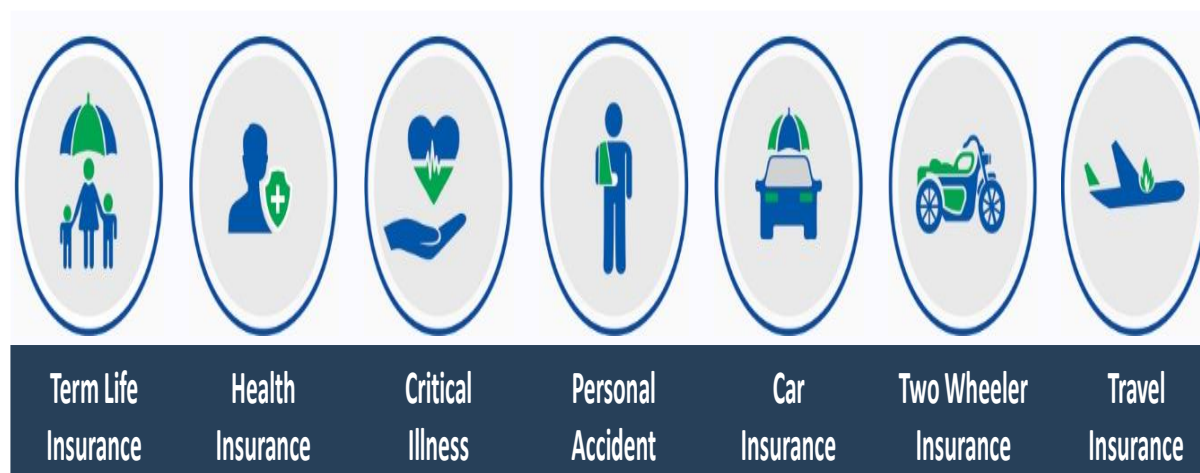 Term Life
Insurance
Health
Insurance
Critical
Illness
Personal
Accident
Car
Insurance
Two Wheeler
Insurance
Travel
Insurance